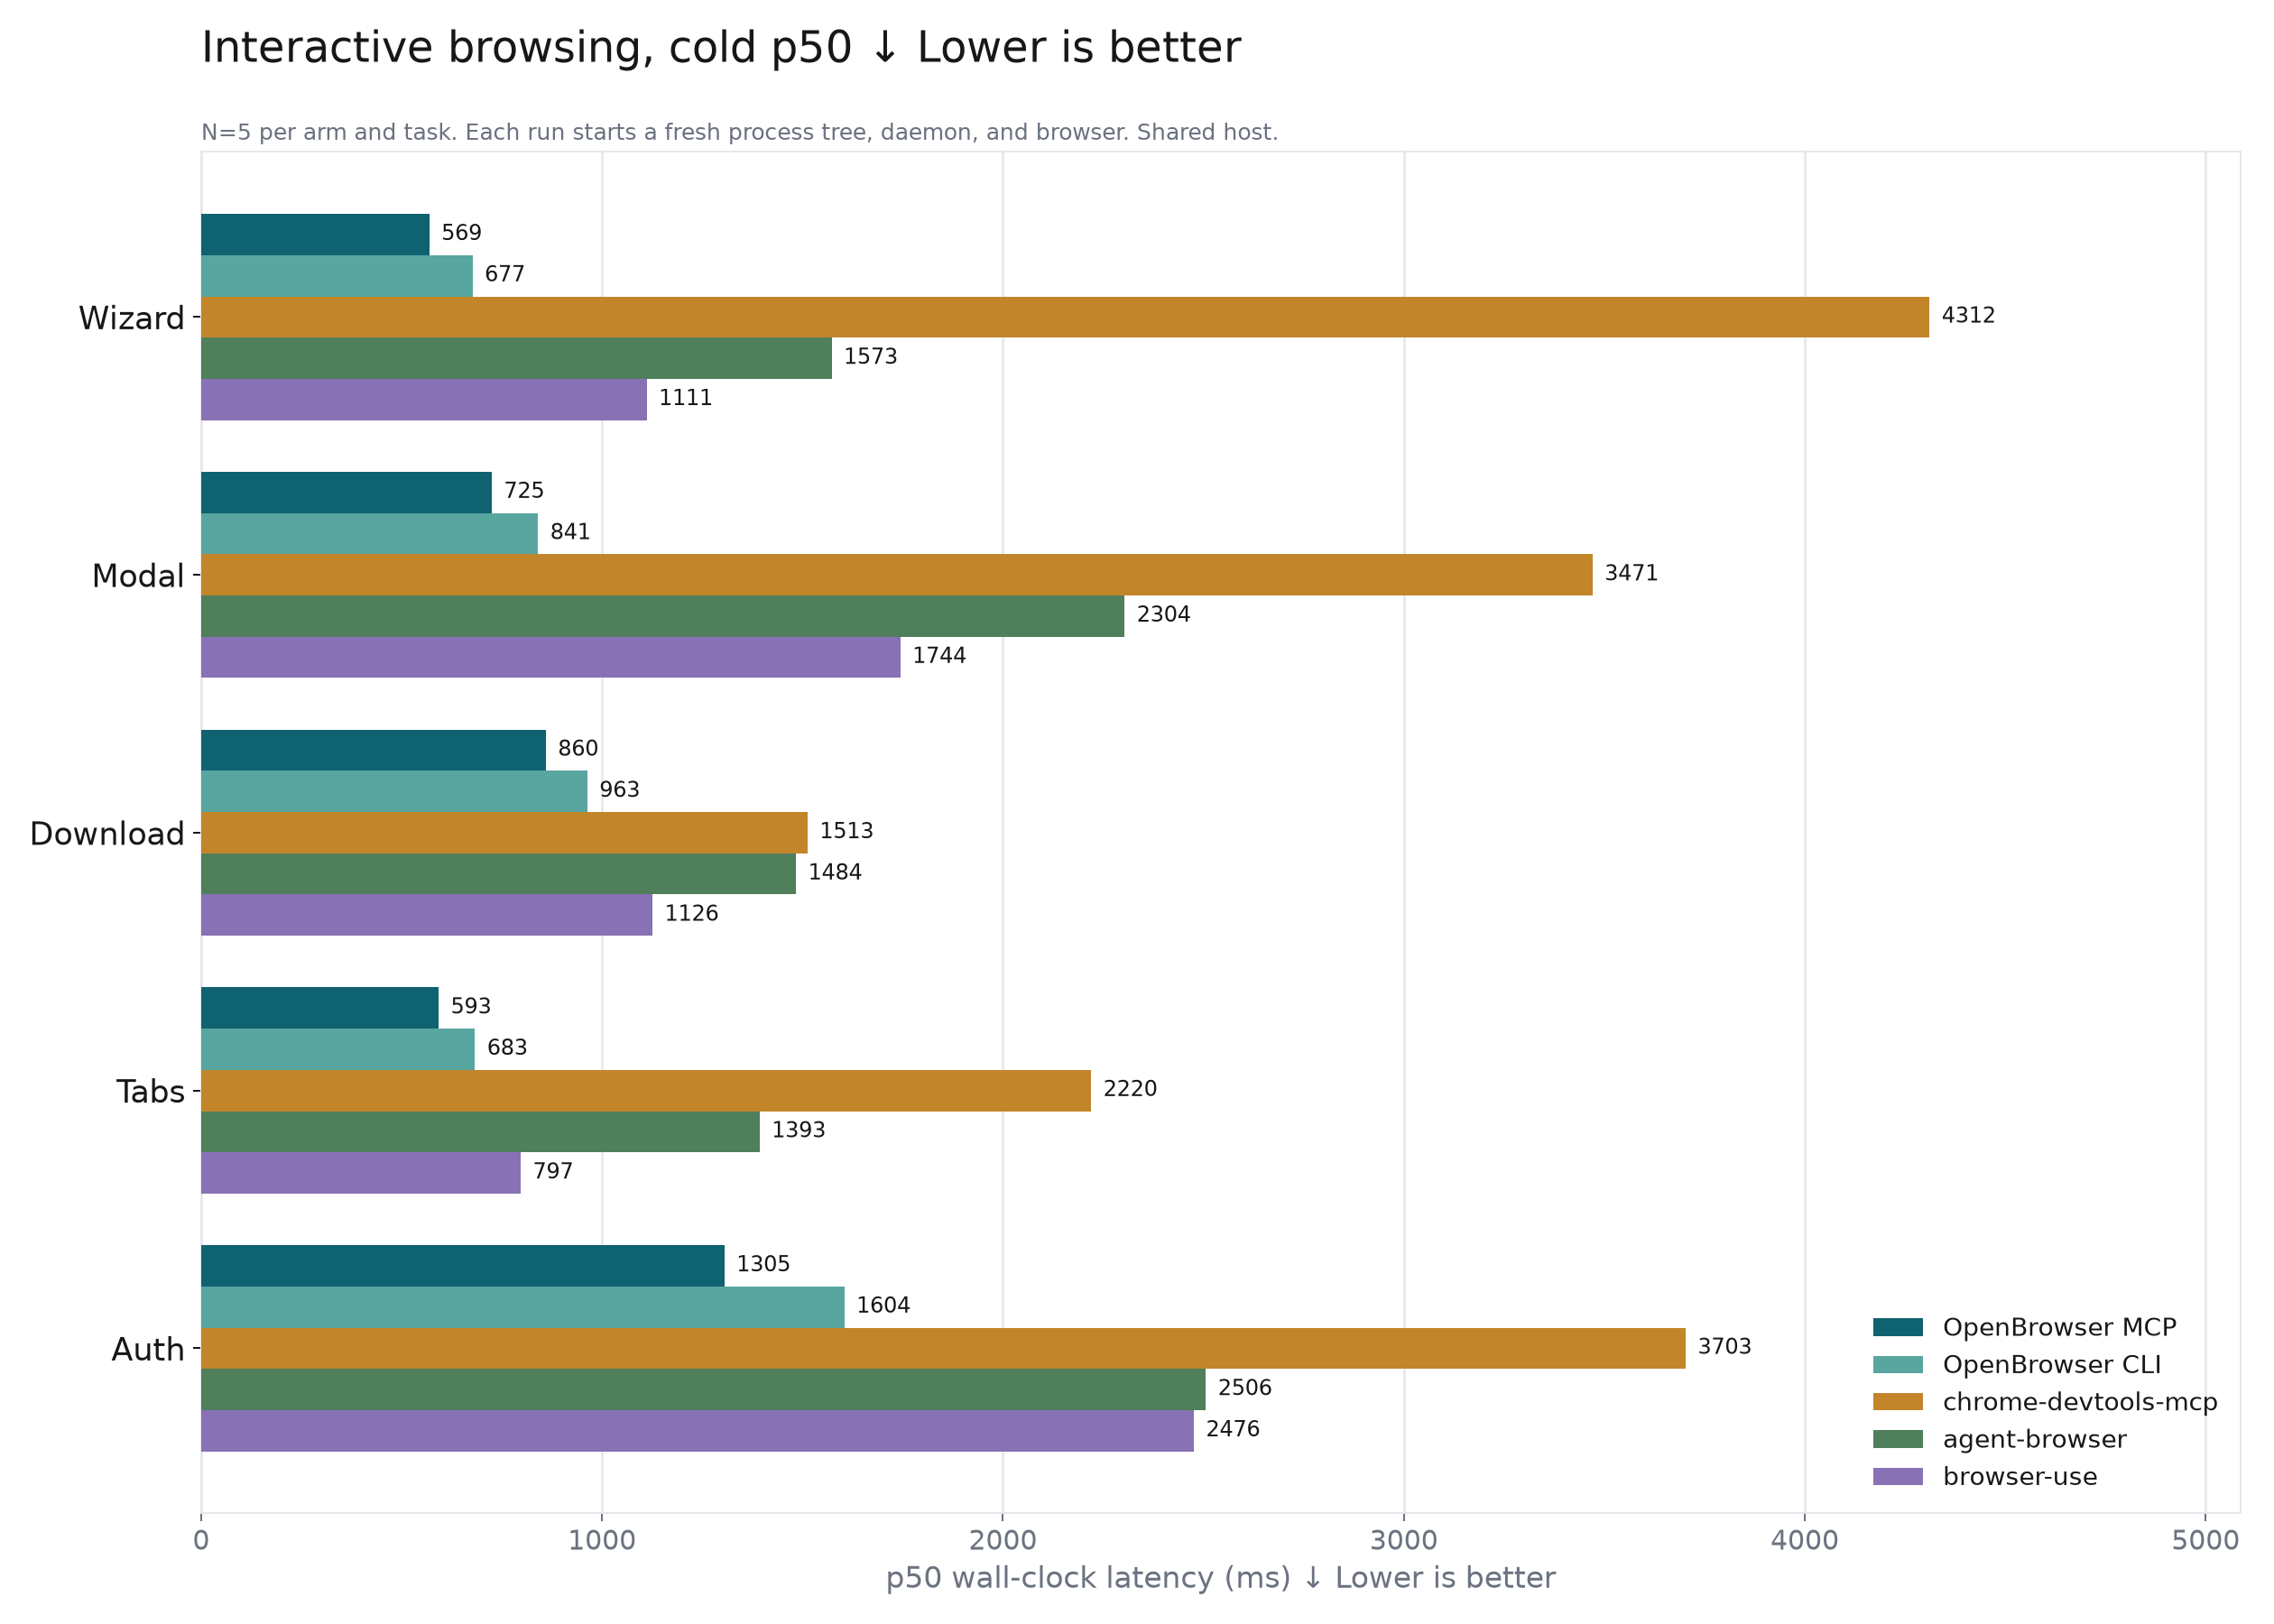 Interactive browsing, cold p50 ↓ Lower is better
N=5 per arm and task. Each run starts a fresh process tree, daemon, and browser. Shared host.
Wizard
569
677
4312
1573
1111
Modal
725
841
3471
2304
1744
Download
860
963
1513
1484
1126
Tabs
593
683
2220
1393
797
Auth
1305
1604
3703
2506
2476
OpenBrowser MCP
OpenBrowser CLI
chrome-devtools-mcp
agent-browser
browser-use
0 1000 2000 3000 4000 5000
p50 wall-clock latency (ms) ↓ Lower is better